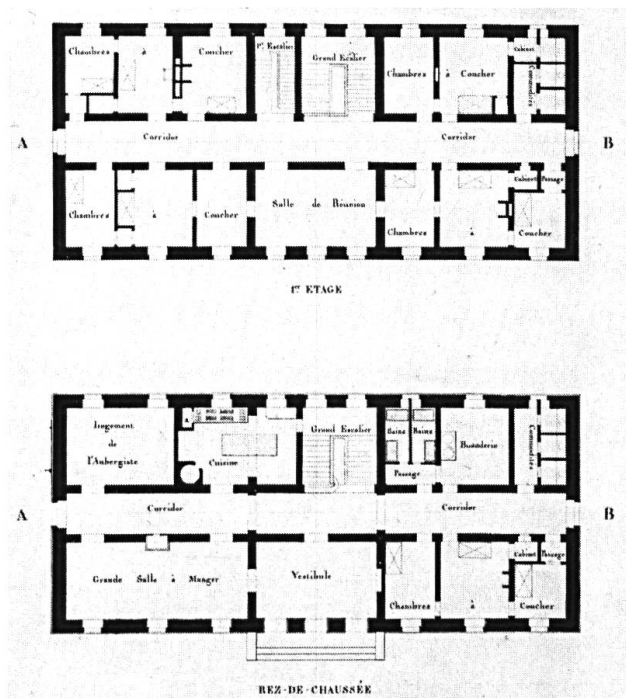 Chambres à Coucher Pt. Escalier Grand Escalier Chambres à Coucher Cabinet Commodités
A Corridor Corridor B
Chambres à Coucher Salle de Réunion Chambres à Coucher Cabinet Passage
1er ETAGE
Logement de l'Aubergiste Cuisine Grand Escalier Bains Bains Passage Buanderie Commodités
A Corridor Corridor B
Grande Salle à Manger Vestibule Chambres à Coucher Cabinet Passage
REZ-DE-CHAUSSÉE